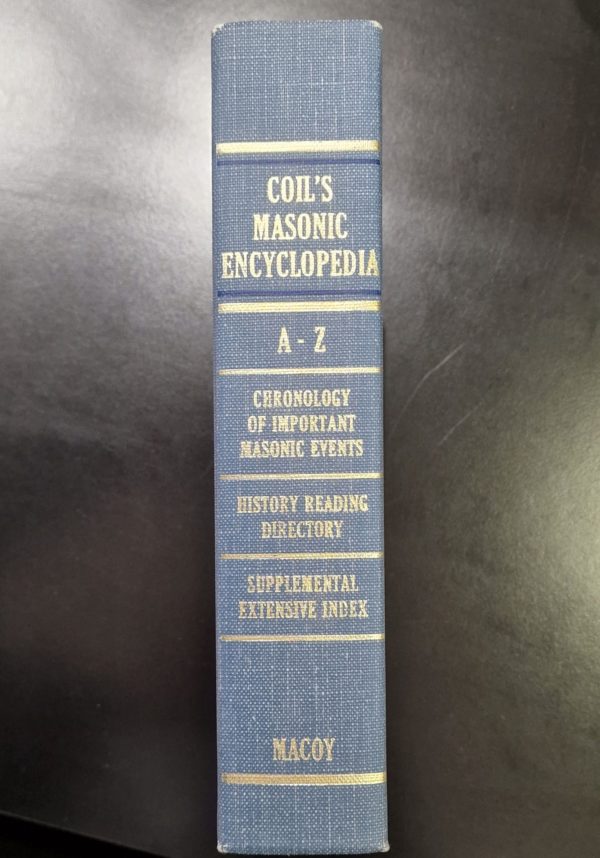 COIL'S
MASONIC
ENCYCLOPEDIA
A - Z
CHRONOLOGY
OF IMPORTANT
MASONIC EVENTS
HISTORY READING
DIRECTORY
SUPPLEMENTAL
EXTENSIVE INDEX
MACOY